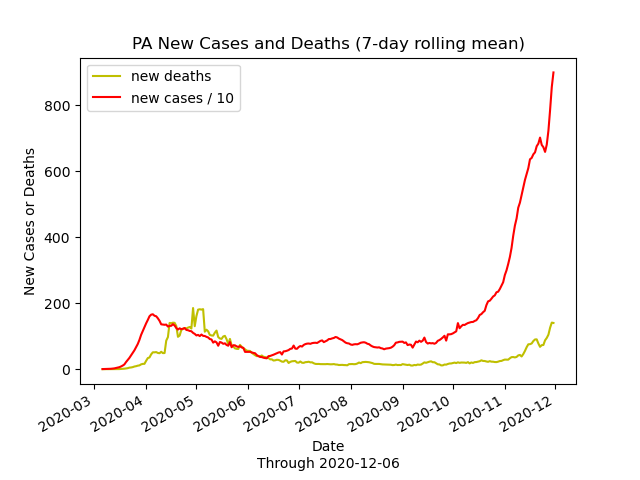 PA New Cases and Deaths (7-day rolling mean)
new deaths
new cases / 10
New Cases or Deaths
800
600
400
200
0
2020-03
2020-04
2020-05
2020-06
2020-07
2020-08
2020-09
2020-10
2020-11
2020-12
Date
Through 2020-12-06